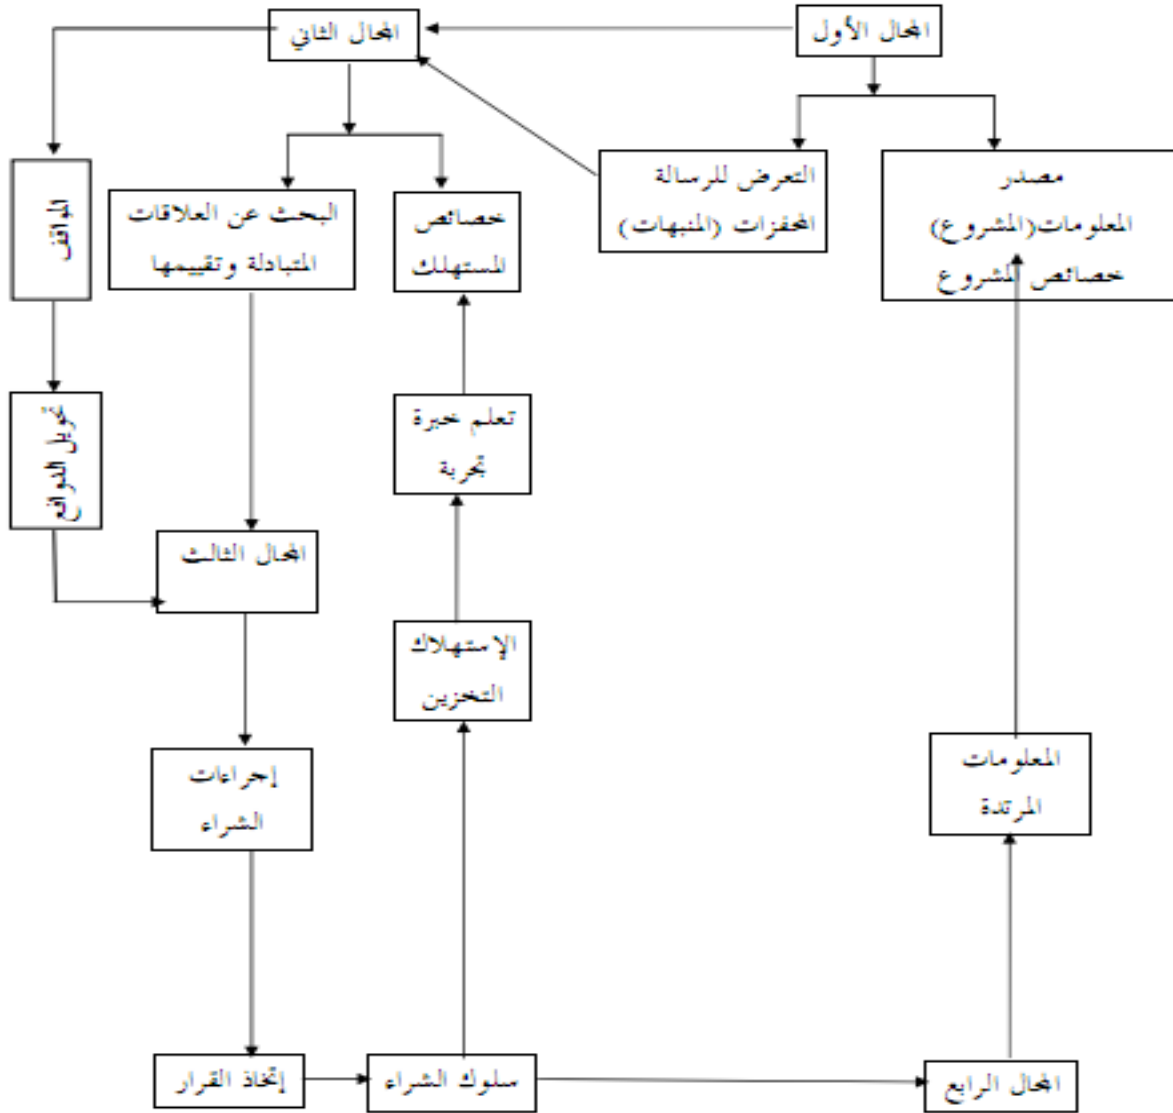 المجال الأول
المجال الثاني
مصدر
المعلومات(المشروع)
خصائص المشروع
التعرض للرسالة
المحفزات (المنبهات)
خصائص
المستهلك
البحث عن العلاقات
المتبادلة وتقييمها
المواقف
تعلم خبرة
تجربة
تحويل الدوافع
المجال الثالث
الإستهلاك
التخزين
المعلومات
المرتدة
إجراءات
الشراء
المجال الرابع
سلوك الشراء
إتخاذ القرار